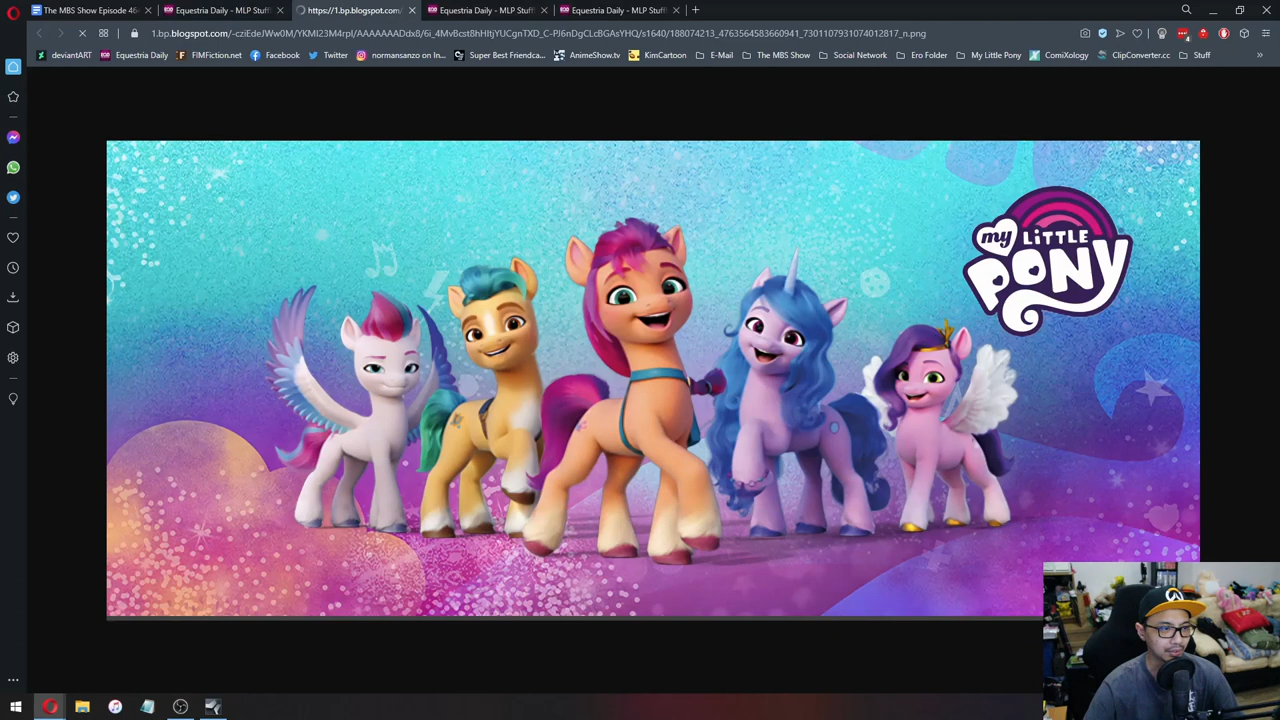 The MBS Show Episode 46
Equestria Daily - MLP Stuff!
https://1.bp.blogspot.com/
Equestria Daily - MLP Stuff!
Equestria Daily - MLP Stuff!
1.bp.blogspot.com/-cziEdeJWw0M/YKMI23M4rpI/AAAAAAADdx8/6i_4MvBcst8hHItjYUCgnTXD_C-PJ6nDgCLcBGAsYHQ/s1640/188074213_4763564583660941_7301107931074012817_n.png
deviantART
Equestria Daily
FIMFiction.net
Facebook
Twitter
normansanzo on In...
Super Best Friendca...
AnimeShow.tv
KimCartoon
E-Mail
The MBS Show
Social Network
Ero Folder
My Little Pony
ComiXology
ClipConverter.cc
Stuff
my LiTTLE
PONY